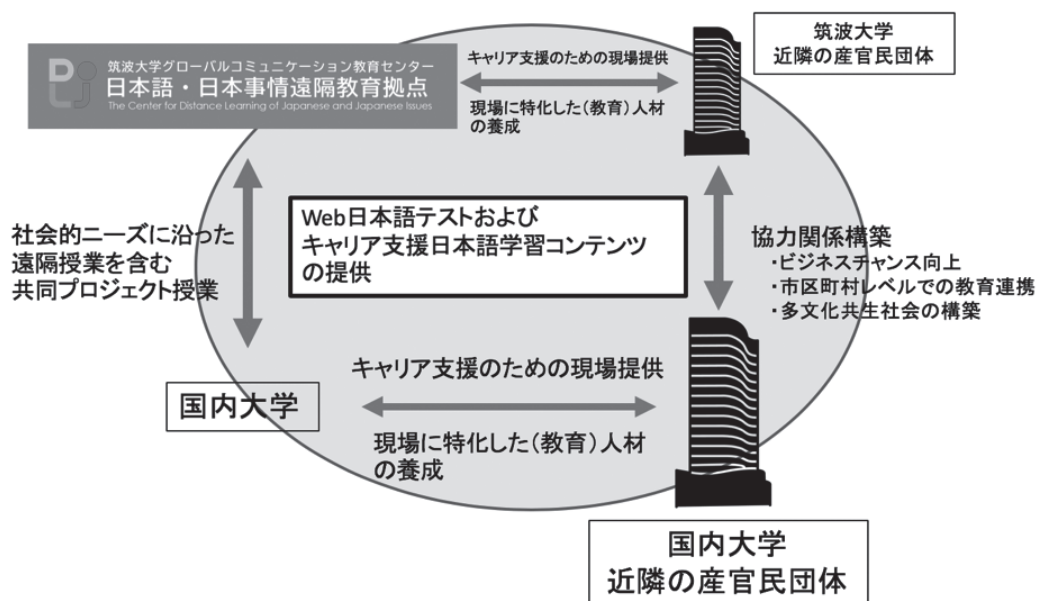 筑波大学
近隣の産官民団体
筑波大学グローバルコミュニケーション教育センター
日本語・日本事情遠隔教育拠点
The Center for Distance Learning of Japanese and Japanese Issues
キャリア支援のための現場提供
現場に特化した(教育)人材
の養成
社会的ニーズに沿った
遠隔授業を含む
共同プロジェクト授業
Web日本語テストおよび
キャリア支援日本語学習コンテンツ
の提供
協力関係構築
・ビジネスチャンス向上
・市区町村レベルでの教育連携
・多文化共生社会の構築
国内大学
キャリア支援のための現場提供
現場に特化した(教育)人材
の養成
国内大学
近隣の産官民団体